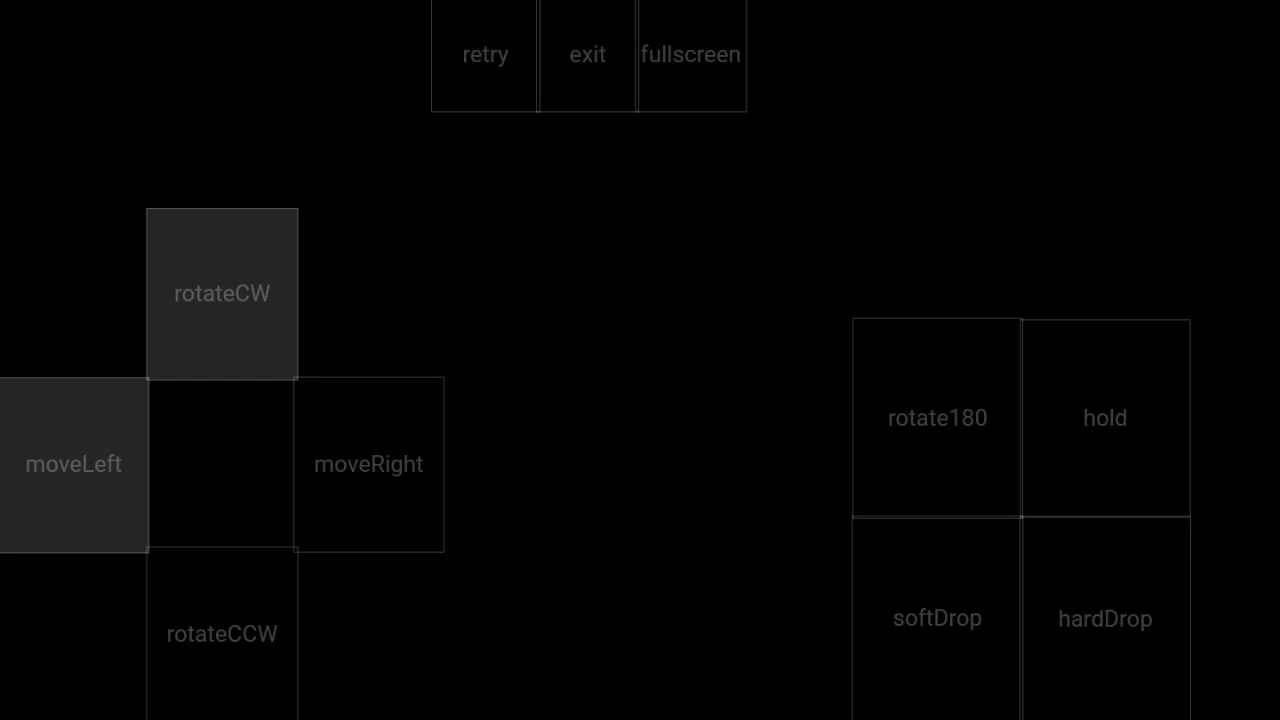 retry
exit
fullscreen
rotateCW
moveLeft
moveRight
rotateCCW
rotate180
hold
softDrop
hardDrop